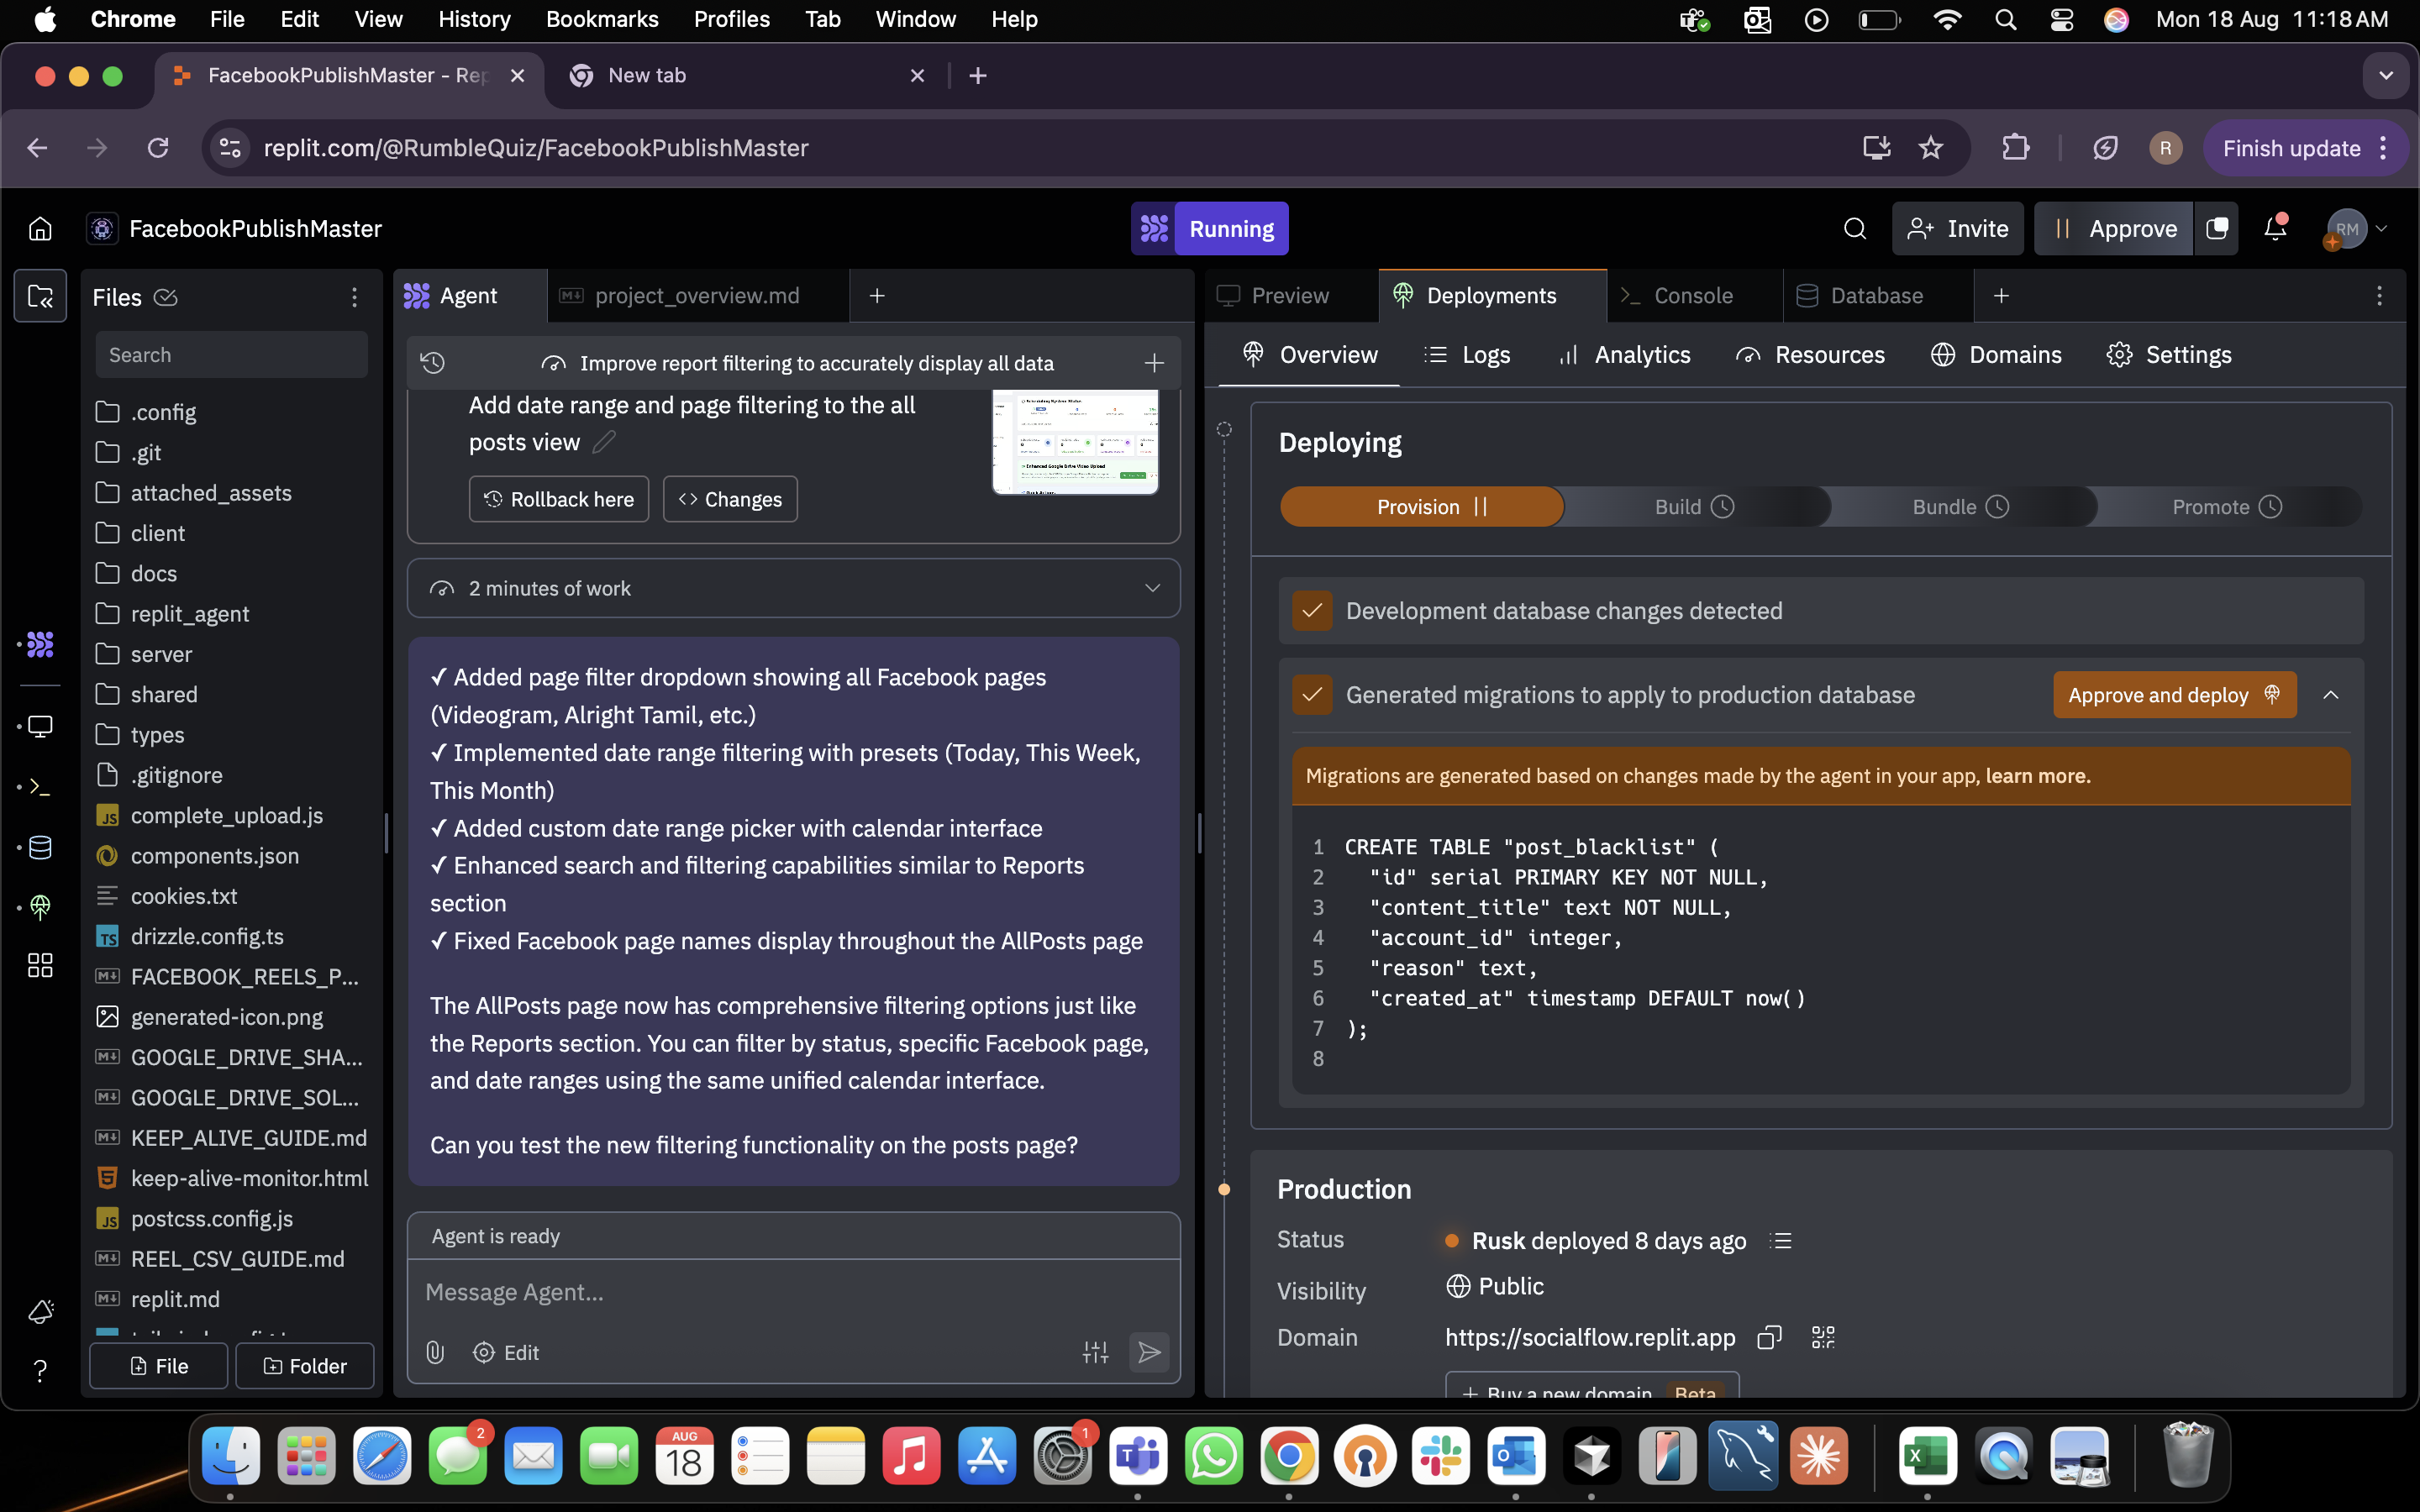 Chrome File Edit View History Bookmarks Profiles Tab Window Help
Mon 18 Aug 11:18 AM
FacebookPublishMaster - Rep
New tab
replit.com/@RumbleQuiz/FacebookPublishMaster
R
Finish update
FacebookPublishMaster
Running
Invite
Approve
RM
Files
Search
.config
.git
attached_assets
client
docs
replit_agent
server
shared
types
.gitignore
complete_upload.js
components.json
cookies.txt
drizzle.config.ts
FACEBOOK_REELS_P...
generated-icon.png
GOOGLE_DRIVE_SHA...
GOOGLE_DRIVE_SOL...
KEEP_ALIVE_GUIDE.md
keep-alive-monitor.html
postcss.config.js
REEL_CSV_GUIDE.md
replit.md
File
Folder
Agent
project_overview.md
Improve report filtering to accurately display all data
Add date range and page filtering to the all
posts view
Rollback here
Changes
2 minutes of work
✓ Added page filter dropdown showing all Facebook pages
(Videogram, Alright Tamil, etc.)
✓ Implemented date range filtering with presets (Today, This Week,
This Month)
✓ Added custom date range picker with calendar interface
✓ Enhanced search and filtering capabilities similar to Reports
section
✓ Fixed Facebook page names display throughout the AllPosts page
The AllPosts page now has comprehensive filtering options just like
the Reports section. You can filter by status, specific Facebook page,
and date ranges using the same unified calendar interface.
Can you test the new filtering functionality on the posts page?
Agent is ready
Message Agent...
Edit
Preview
Deployments
Console
Database
Overview
Logs
Analytics
Resources
Domains
Settings
Deploying
Provision
Build
Bundle
Promote
Development database changes detected
Generated migrations to apply to production database
Approve and deploy
Migrations are generated based on changes made by the agent in your app, learn more.
1 CREATE TABLE "post_blacklist" (
2 "id" serial PRIMARY KEY NOT NULL,
3 "content_title" text NOT NULL,
4 "account_id" integer,
5 "reason" text,
6 "created_at" timestamp DEFAULT now()
7 );
8
Production
Status
Rusk deployed 8 days ago
Visibility
Public
Domain
https://socialflow.replit.app
+ Buy a new domain Beta
2
AUG
18
1